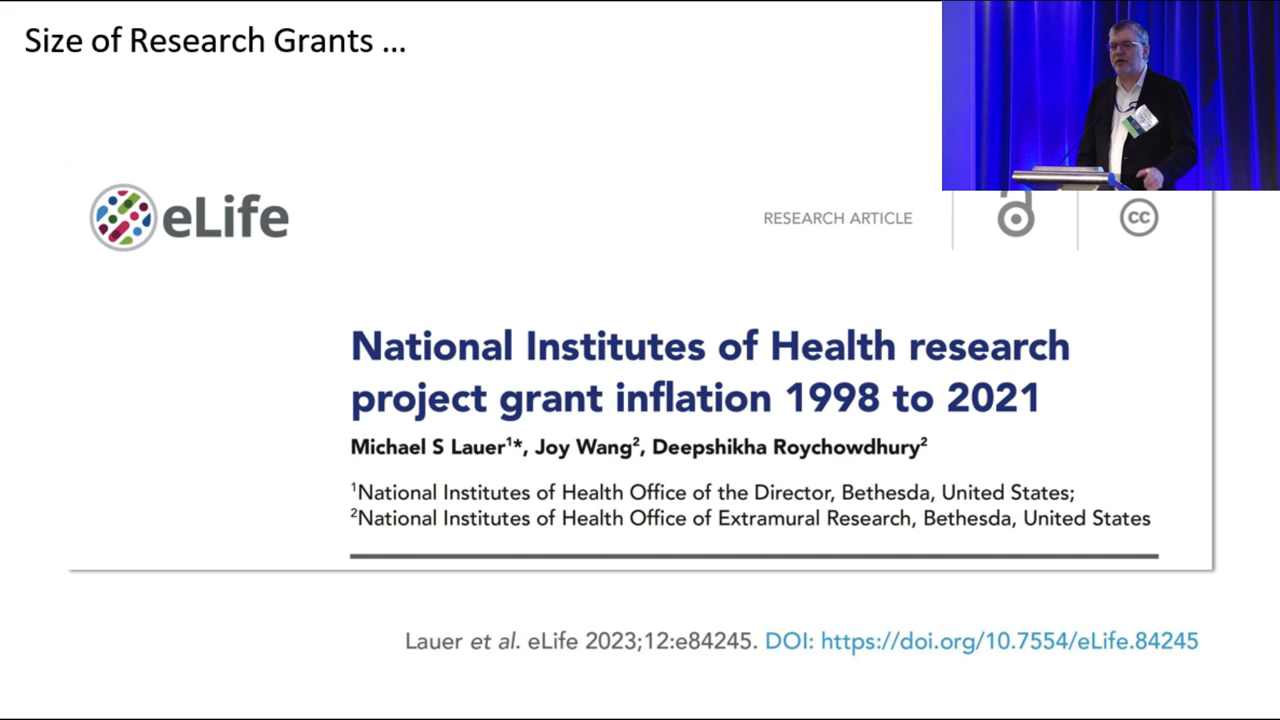 Size of Research Grants ...
eLife
RESEARCH ARTICLE
cc
National Institutes of Health research
project grant inflation 1998 to 2021
Michael S Lauer¹*, Joy Wang², Deepshikha Roychowdhury²
¹National Institutes of Health Office of the Director, Bethesda, United States;
²National Institutes of Health Office of Extramural Research, Bethesda, United States
Lauer et al. eLife 2023;12:e84245. DOI: https://doi.org/10.7554/eLife.84245